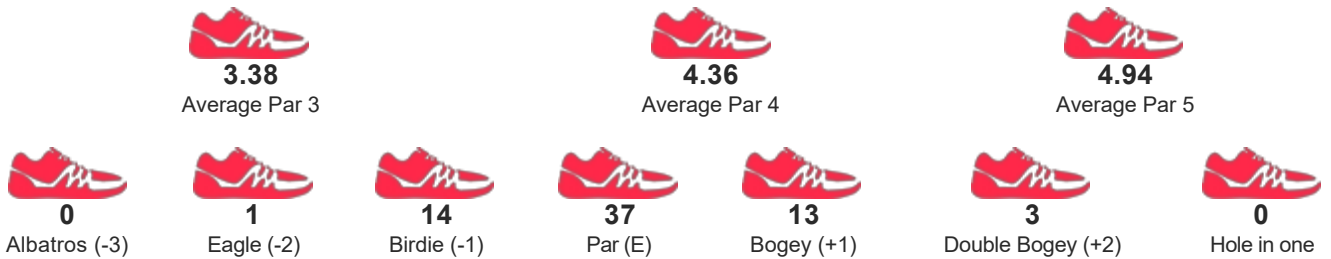 3.38 4.36 4.94
Average Par 3 Average Par 4 Average Par 5
0 1 14 37 13 3 0
Albatros (-3) Eagle (-2) Birdie (-1) Par (E) Bogey (+1) Double Bogey (+2) Hole in one